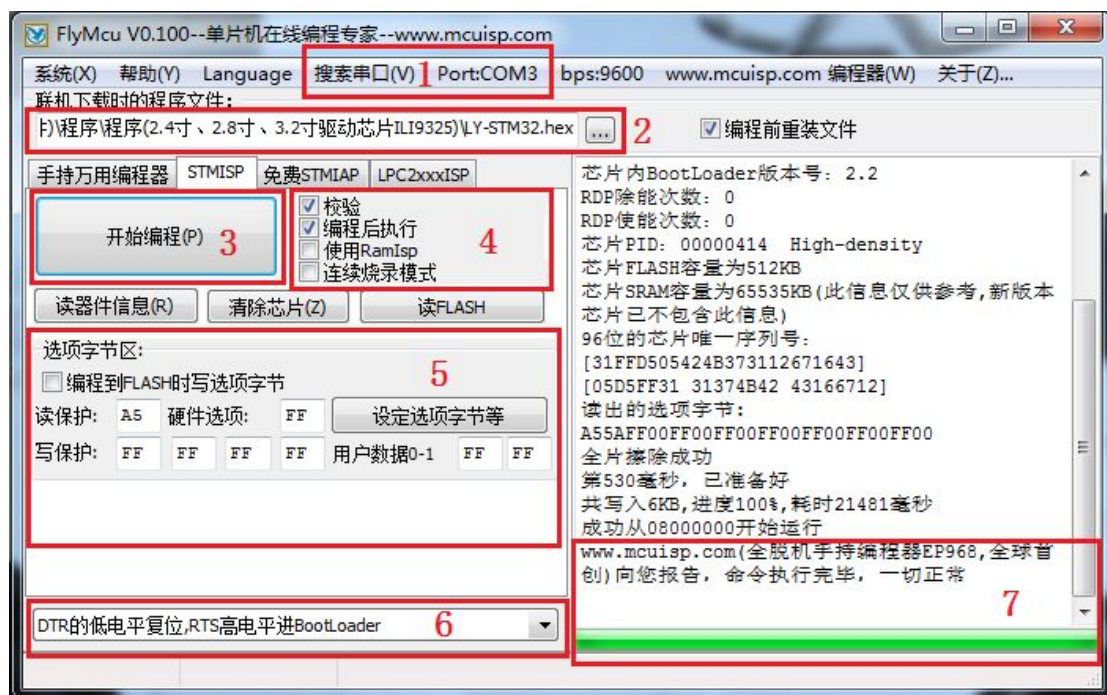 FlyMcu V0.100--单片机在线编程专家--www.mcuisp.com
系统(X) 帮助(Y) Language 搜索串口(V) 1 Port:COM3 bps:9600 www.mcuisp.com 编程器(W) 关于(Z)...
联机下载时的程序文件:
\程序\程序(2.4寸、2.8寸、3.2寸驱动芯片ILI9325)\LY-STM32.hex ... 2 编程前重装文件
手持万用编程器 STMISP 免费STMIAP LPC2xxxISP
开始编程(P) 3
校验
编程后执行
使用RamIsp
连续烧录模式
4
读器件信息(R) 清除芯片(Z) 读FLASH
选项字节区:
编程到FLASH时写选项字节 5
读保护: A5 硬件选项: FF 设定选项字节等
写保护: FF FF FF FF 用户数据0-1 FF FF
DTR的低电平复位,RTS高电平进BootLoader 6
芯片内BootLoader版本号: 2.2
RDP除能次数: 0
RDP使能次数: 0
芯片PID: 00000414 High-density
芯片FLASH容量为512KB
芯片SRAM容量为65535KB(此信息仅供参考,新版本
芯片已不包含此信息)
96位的芯片唯一序列号:
[31FFD505424B373112671643]
[05D5FF31 31374B42 43166712]
读出的选项字节:
A55AFF00FF00FF00FF00FF00FF00FF00
全片擦除成功
第530毫秒，已准备好
共写入6KB,进度100%,耗时21481毫秒
成功从08000000开始运行
www.mcuisp.com(全脱机手持编程器EP968,全球首
创)向您报告，命令执行完毕，一切正常
7